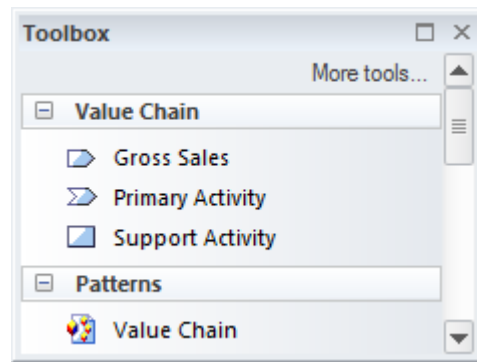 Toolbox
More tools...
Value Chain
Gross Sales
Primary Activity
Support Activity
Patterns
Value Chain